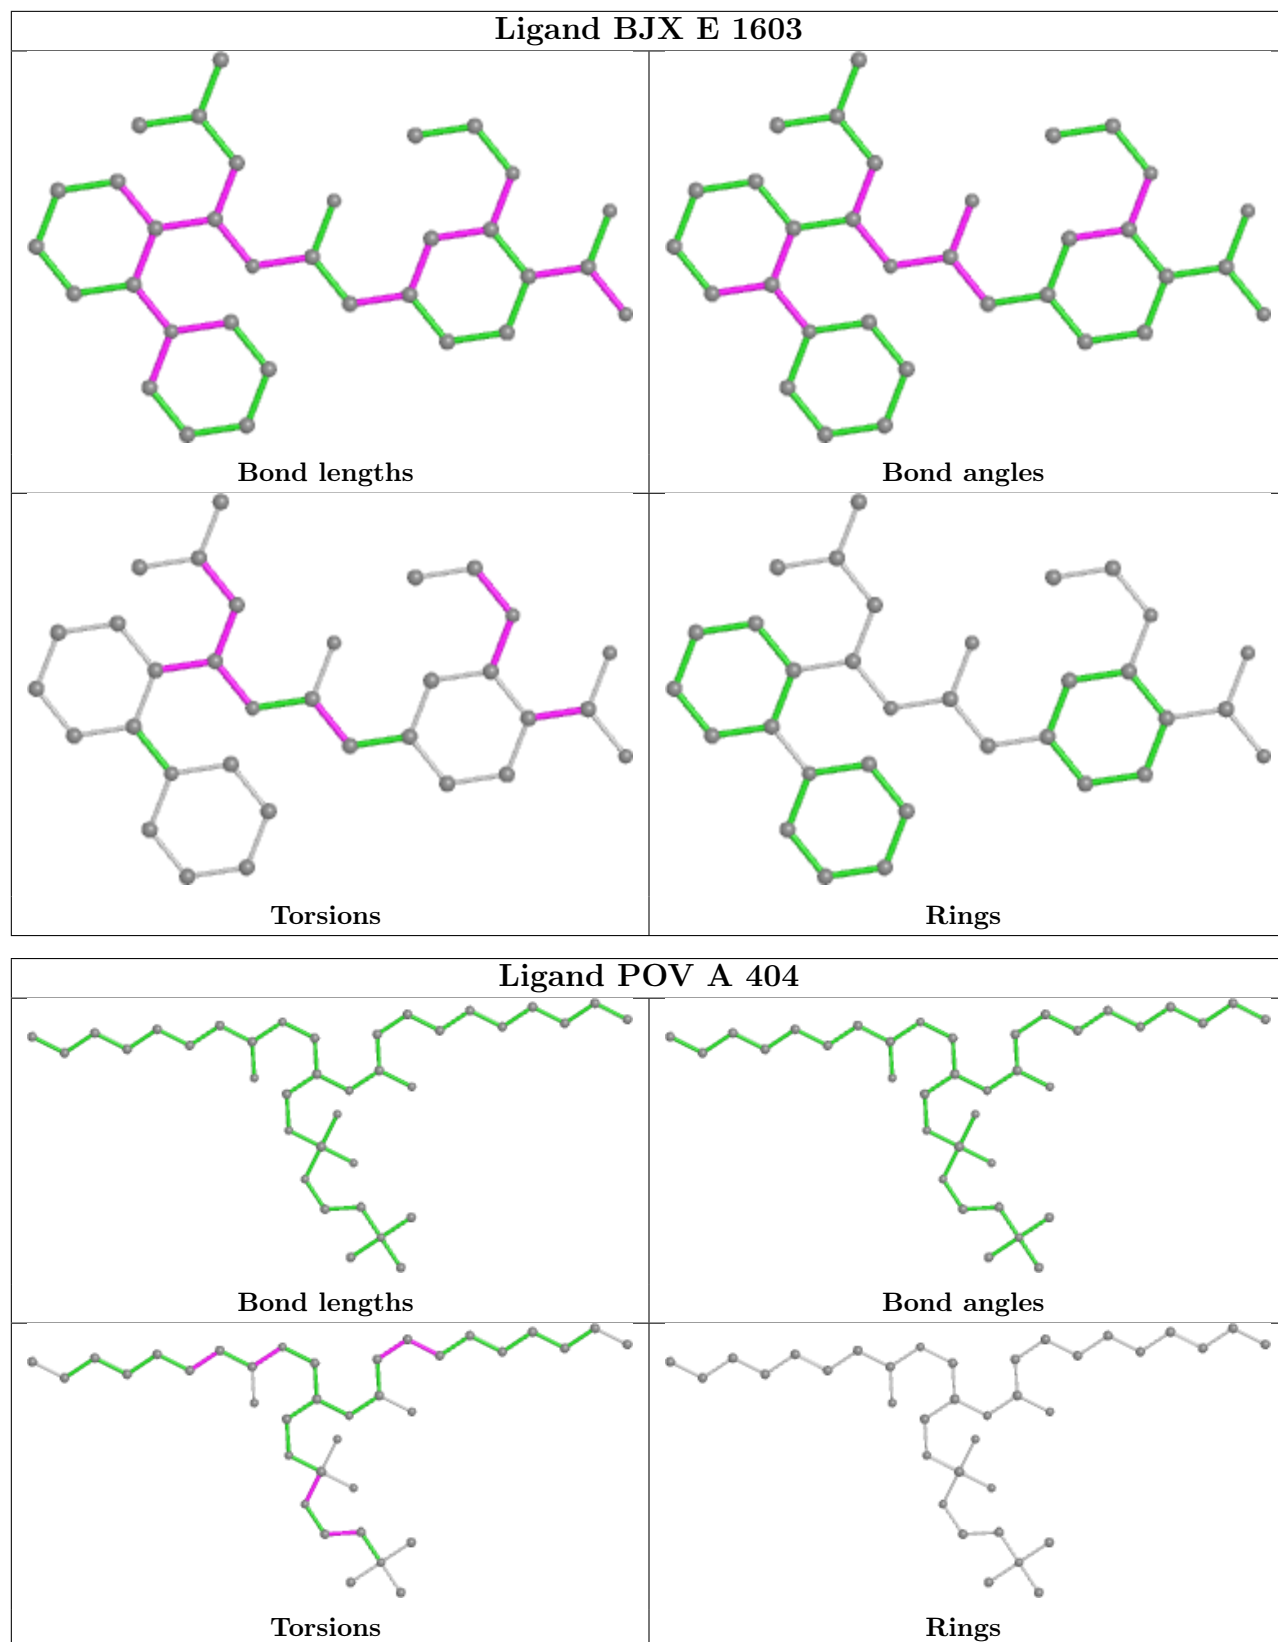 Ligand BJX E 1603
Bond lengths
Bond angles
Torsions
Rings
Ligand POV A 404
Bond lengths
Bond angles
Torsions
Rings